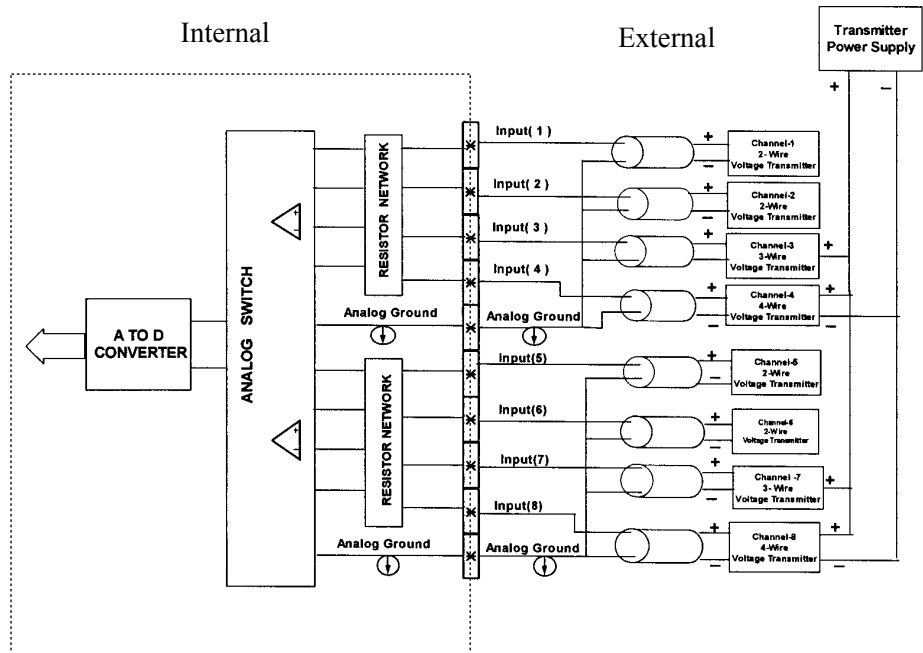 Internal
External
Transmitter
Power Supply
+
–
Input( 1 )
+
–
Channel-1
2- Wire
Voltage Transmitter
Input( 2 )
+
–
Channel-2
2-Wire
Voltage Transmitter
Input( 3 )
+
–
Channel-3
3-Wire
Voltage Transmitter
+
Input( 4 )
+
–
Channel-4
4-Wire
Voltage Transmitter
+
–
RESISTOR NETWORK
Analog Ground
Analog Ground
A TO D
CONVERTER
ANALOG SWITCH
Input(5)
+
–
Channel-5
2-Wire
Voltage Transmitter
Input(6)
+
–
Channel-6
2-Wire
Voltage Transmitter
Input(7)
+
–
Channel -7
3- Wire
Voltage Transmitter
+
Input(8)
+
–
Channel-8
4-Wire
Voltage Transmitter
+
–
RESISTOR NETWORK
Analog Ground
Analog Ground